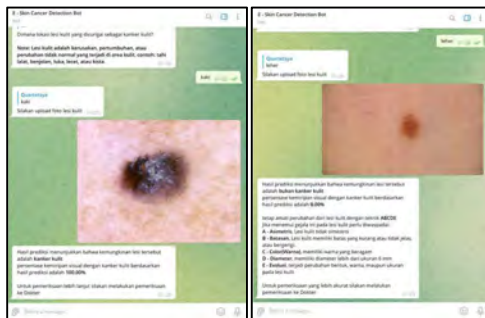 E - Skin Cancer Detection Bot
Dimana lokasi lesi kulit yang dicurigai sebagai kanker kulit?
Note: Lesi kulit adalah kerusakan, pertumbuhan, atau
perubahan tidak normal yang terjadi di area kulit, contoh: tahi
lalat, benjolan, luka, lecet, atau kista
kaki
kaki
Silakan upload foto lesi kulit
Hasil prediksi menunjukkan bahwa kemungkinan lesi tersebut
adalah kanker kulit
persentase kemiripan visual dengan kanker kulit berdasarkan
hasil prediksi adalah 100,00%
Untuk pemeriksaan lebih lanjut silakan melakukan pemeriksaan
ke Dokter
E - Skin Cancer Detection Bot
leher
leher
Silakan upload foto lesi kulit
Hasil prediksi menunjukkan bahwa kemungkinan lesi tersebut
adalah bukan kanker kulit
persentase kemiripan visual dengan kanker kulit berdasarkan
hasil prediksi adalah 0,00%
tetap amati perubahan dari lesi kulit dengan teknik ABCDE
jika menemui gejala ini pada lesi kulit perlu diwaspadai:
A - Asimetris, Lesi kulit tidak simetris
B - Batasan, Lesi kulit memiliki batas yang kurang atau tidak jelas,
atau bergerigi.
C - Color(Warna), memiliki warna yang beragam
D - Diameter, memiliki diameter lebih dari ukuran 6 mm
E - Evolusi, terjadi perubahan bentuk, warna, maupun ukuran
pada lesi kulit
Untuk pemeriksaan yang lebih akurat silakan melakukan
pemeriksaan ke Dokter